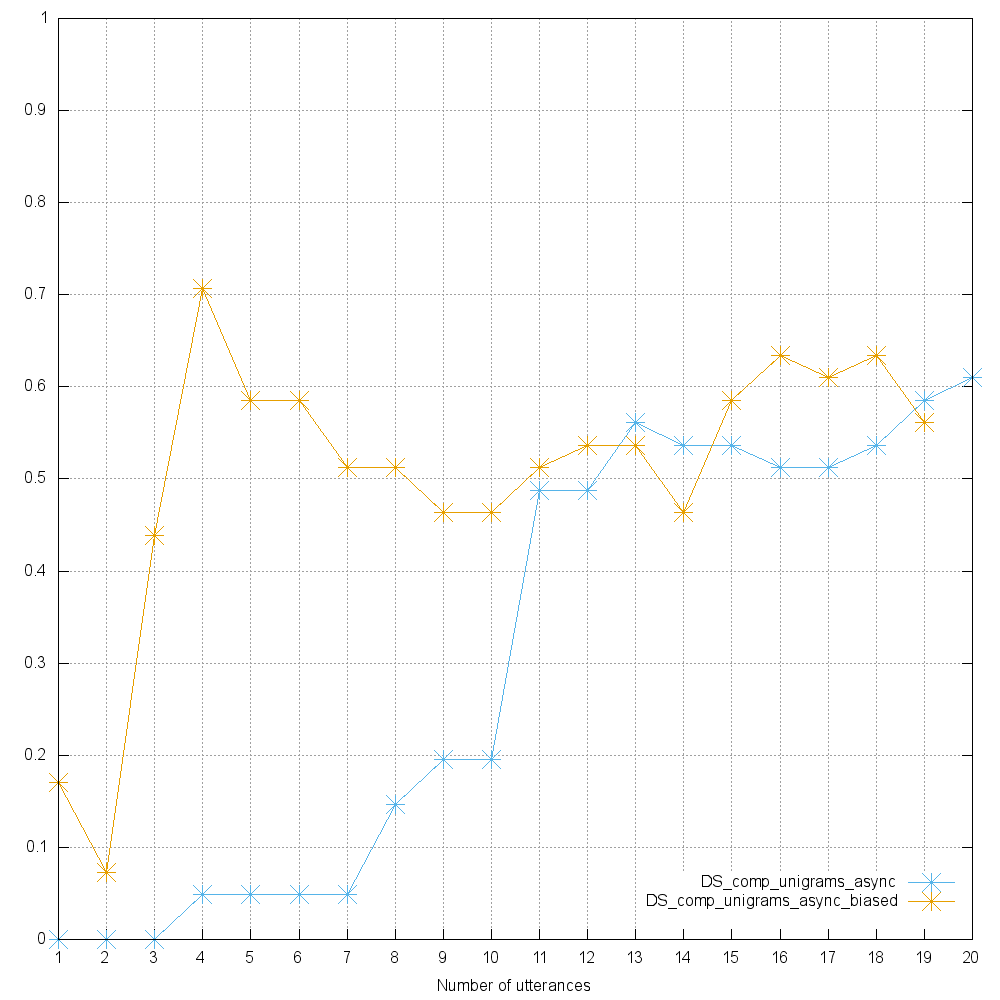 1
0.9
0.8
0.7
0.6
0.5
0.4
0.3
0.2
0.1
0
DS_comp_unigrams_async
DS_comp_unigrams_async_biased
1 2 3 4 5 6 7 8 9 10 11 12 13 14 15 16 17 18 19 20
Number of utterances